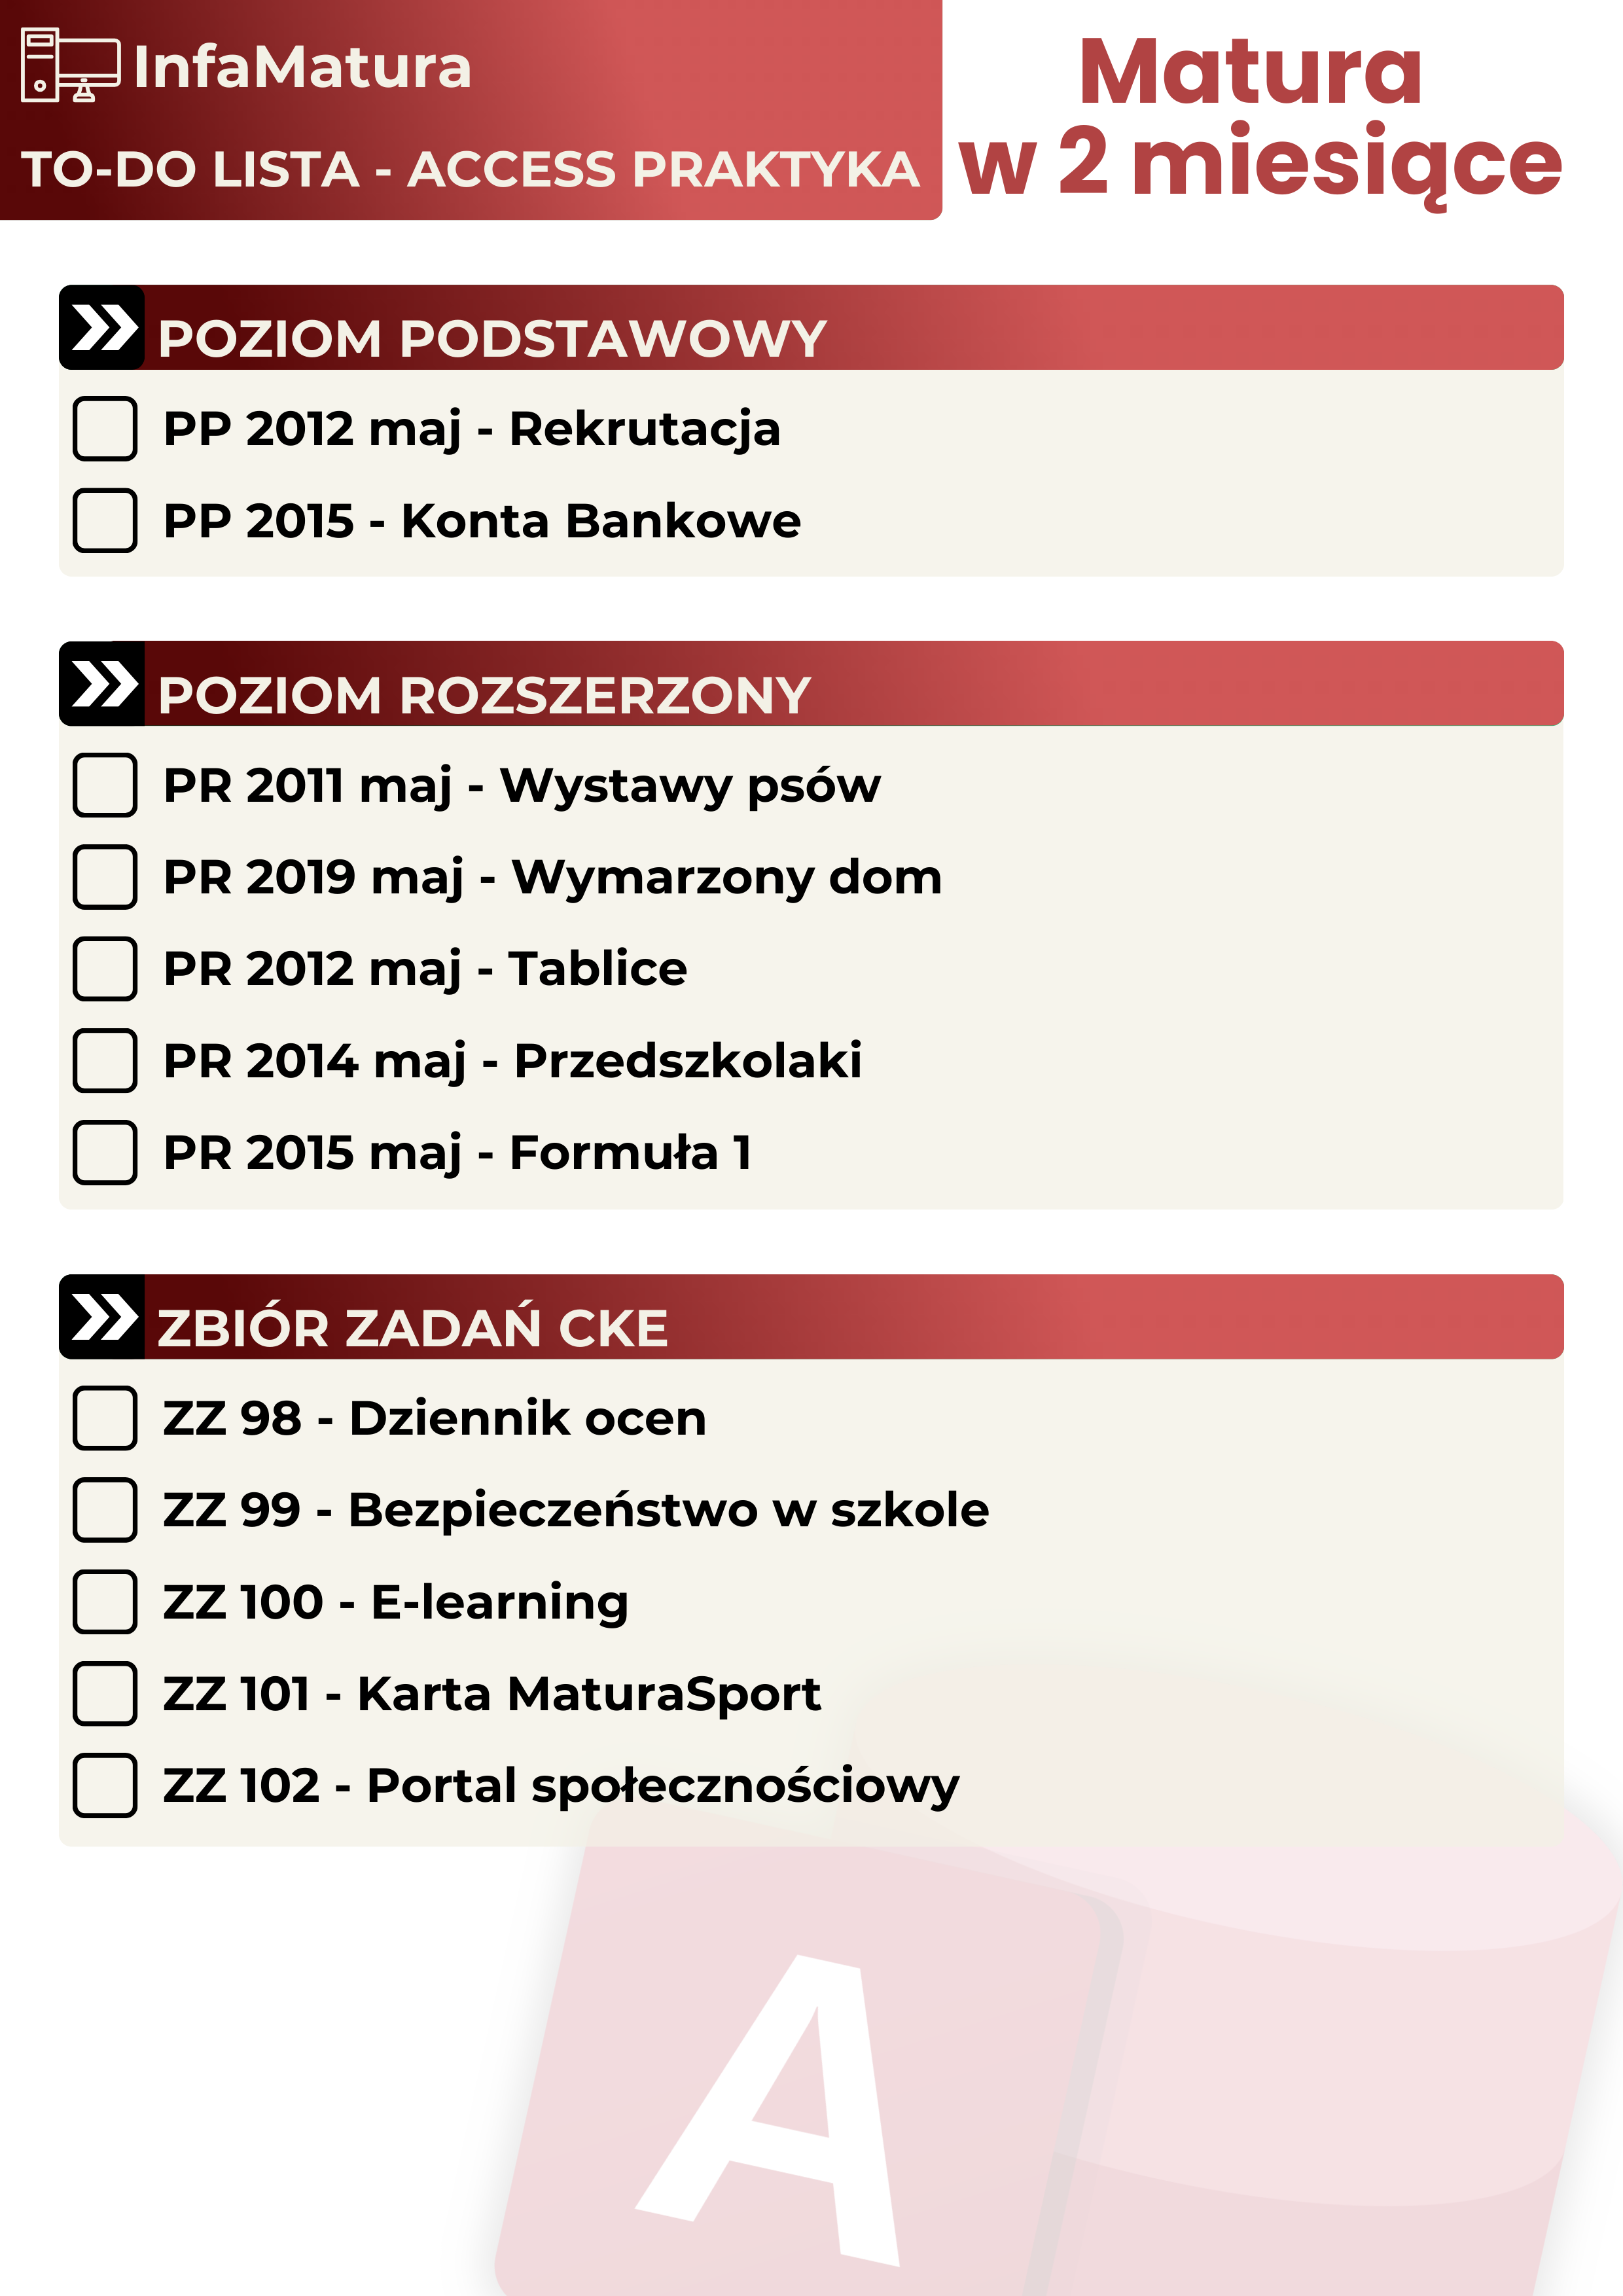 InfaMatura
TO-DO LISTA - ACCESS PRAKTYKA
Matura
w 2 miesiące
POZIOM PODSTAWOWY
PP 2012 maj - Rekrutacja
PP 2015 - Konta Bankowe
POZIOM ROZSZERZONY
PR 2011 maj - Wystawy psów
PR 2019 maj - Wymarzony dom
PR 2012 maj - Tablice
PR 2014 maj - Przedszkolaki
PR 2015 maj - Formuła 1
ZBIÓR ZADAŃ CKE
ZZ 98 - Dziennik ocen
ZZ 99 - Bezpieczeństwo w szkole
ZZ 100 - E-learning
ZZ 101 - Karta MaturaSport
ZZ 102 - Portal społecznościowy
A